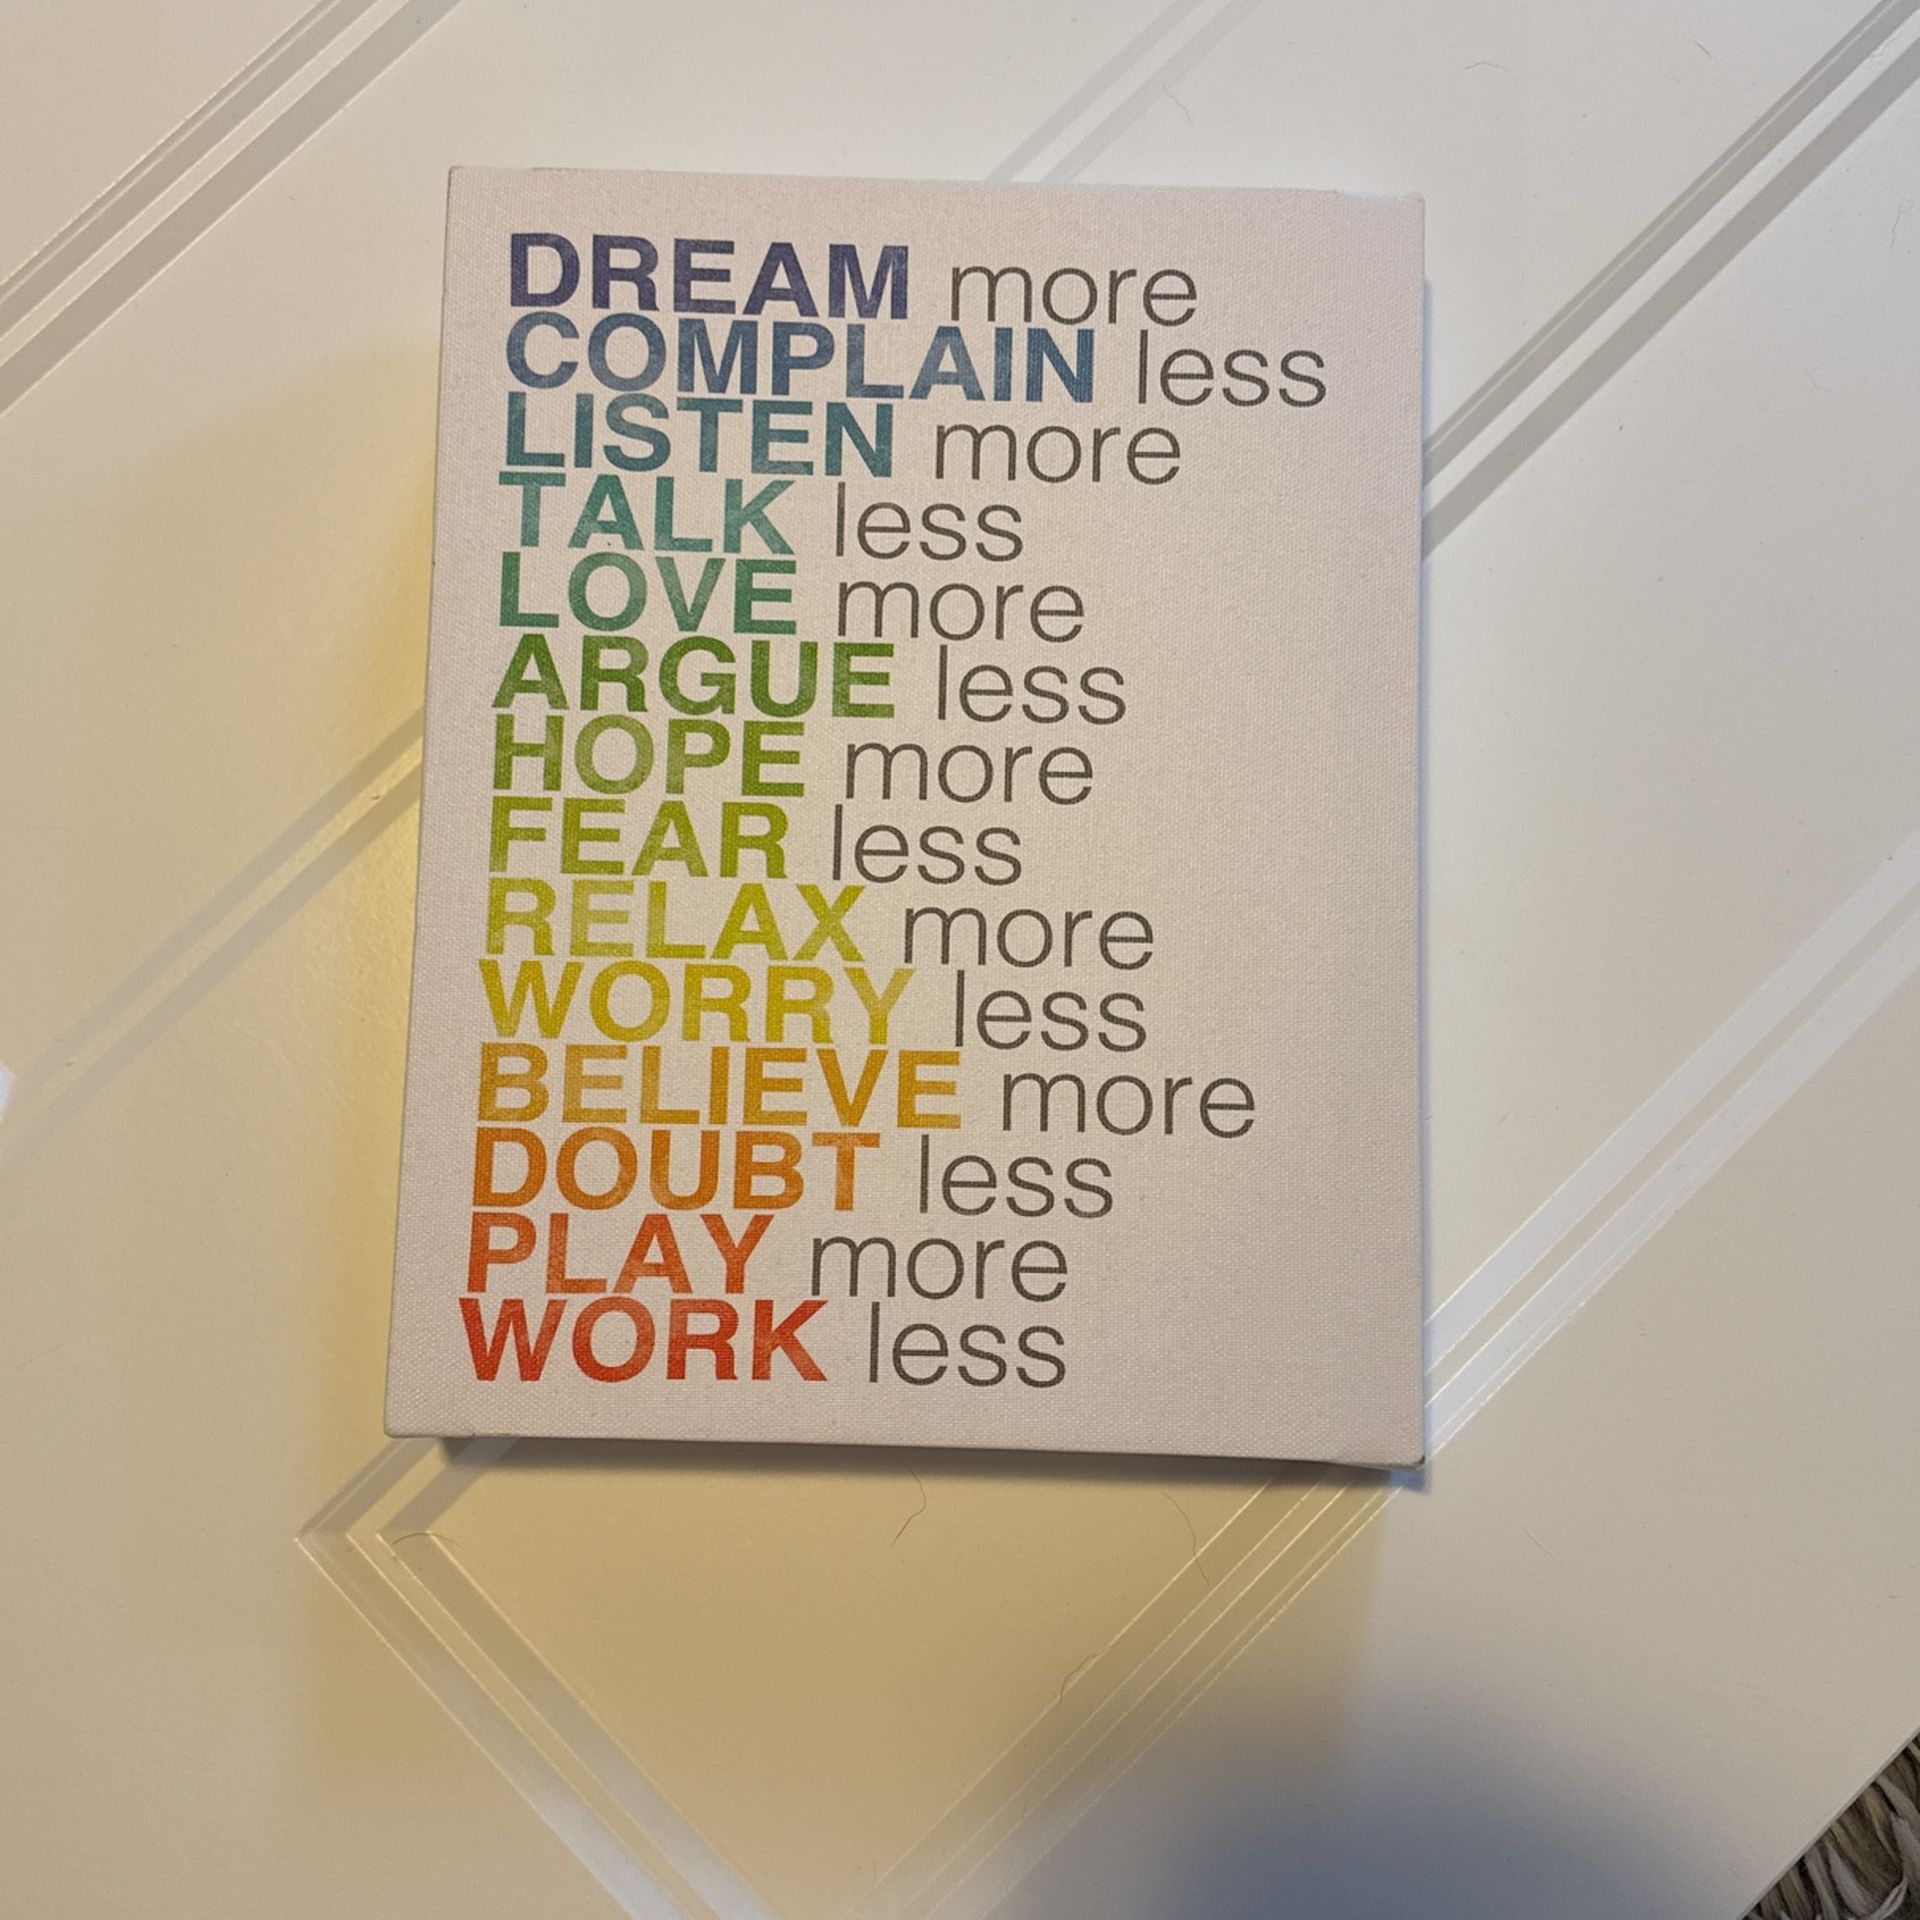 DREAM more
COMPLAIN less
LISTEN more
TALK less
LOVE more
ARGUE less
HOPE more
FEAR less
RELAX more
WORRY less
BELIEVE more
DOUBT less
PLAY more
WORK less